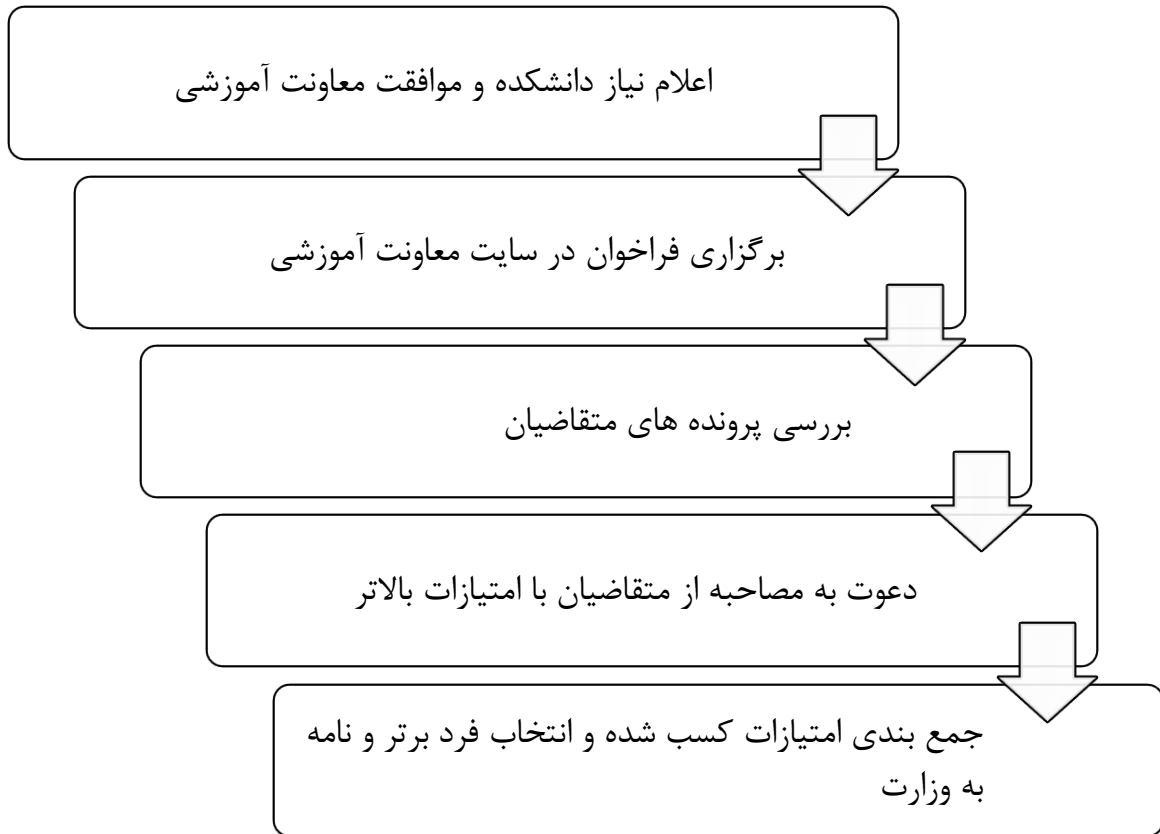 اعلام نیاز دانشکده و موافقت معاونت آموزشی
برگزاری فراخوان در سایت معاونت آموزشی
بررسی پرونده های متقاضیان
دعوت به مصاحبه از متقاضیان با امتیازات بالاتر
جمع بندی امتیازات کسب شده و انتخاب فرد برتر و نامه
به وزارت